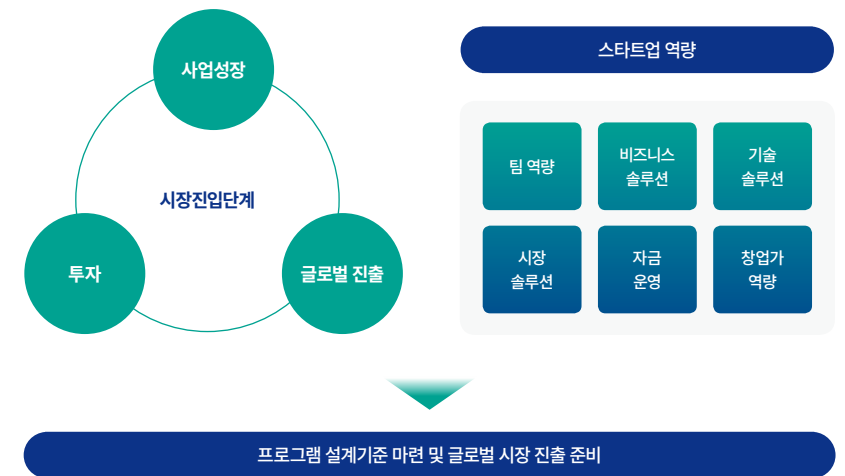 사업성장
시장진입단계
투자
글로벌 진출
스타트업 역량
팀 역량
비즈니스
솔루션
기술
솔루션
시장
솔루션
자금
운영
창업가
역량
프로그램 설계기준 마련 및 글로벌 시장 진출 준비